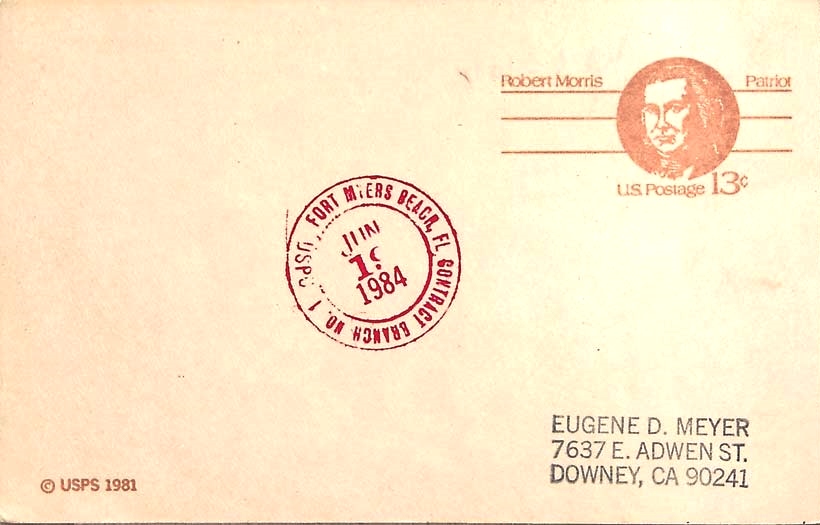 Robert Morris Patriot
U.S. Postage 13¢
FORT MYERS BEACH, FL CONTRACT BRANCH NO. 1 USPS
JUN
1984
EUGENE D. MEYER
7637 E. ADWEN ST.
DOWNEY, CA 90241
© USPS 1981